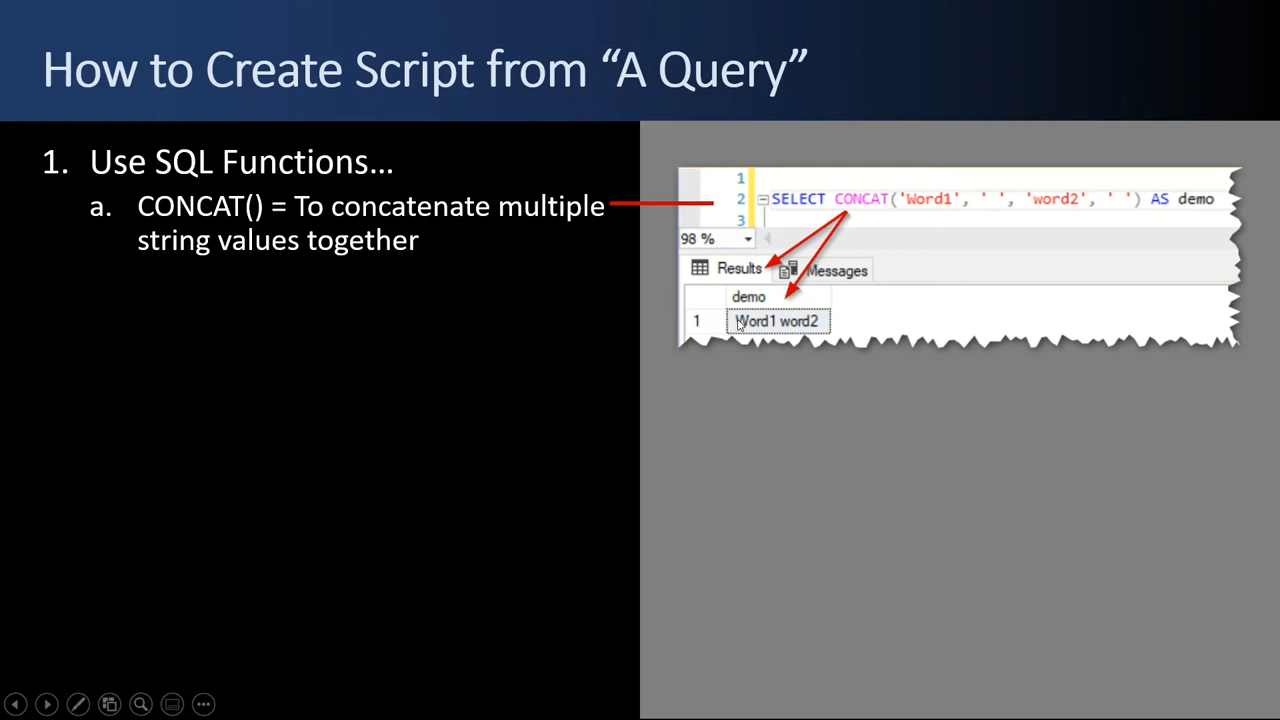 How to Create Script from “A Query”
1. Use SQL Functions...
a. CONCAT() = To concatenate multiple
string values together
1
2 SELECT CONCAT('Word1', ' ', 'word2', ' ') AS demo
3
98 %
Results Messages
demo
1 Word1 word2